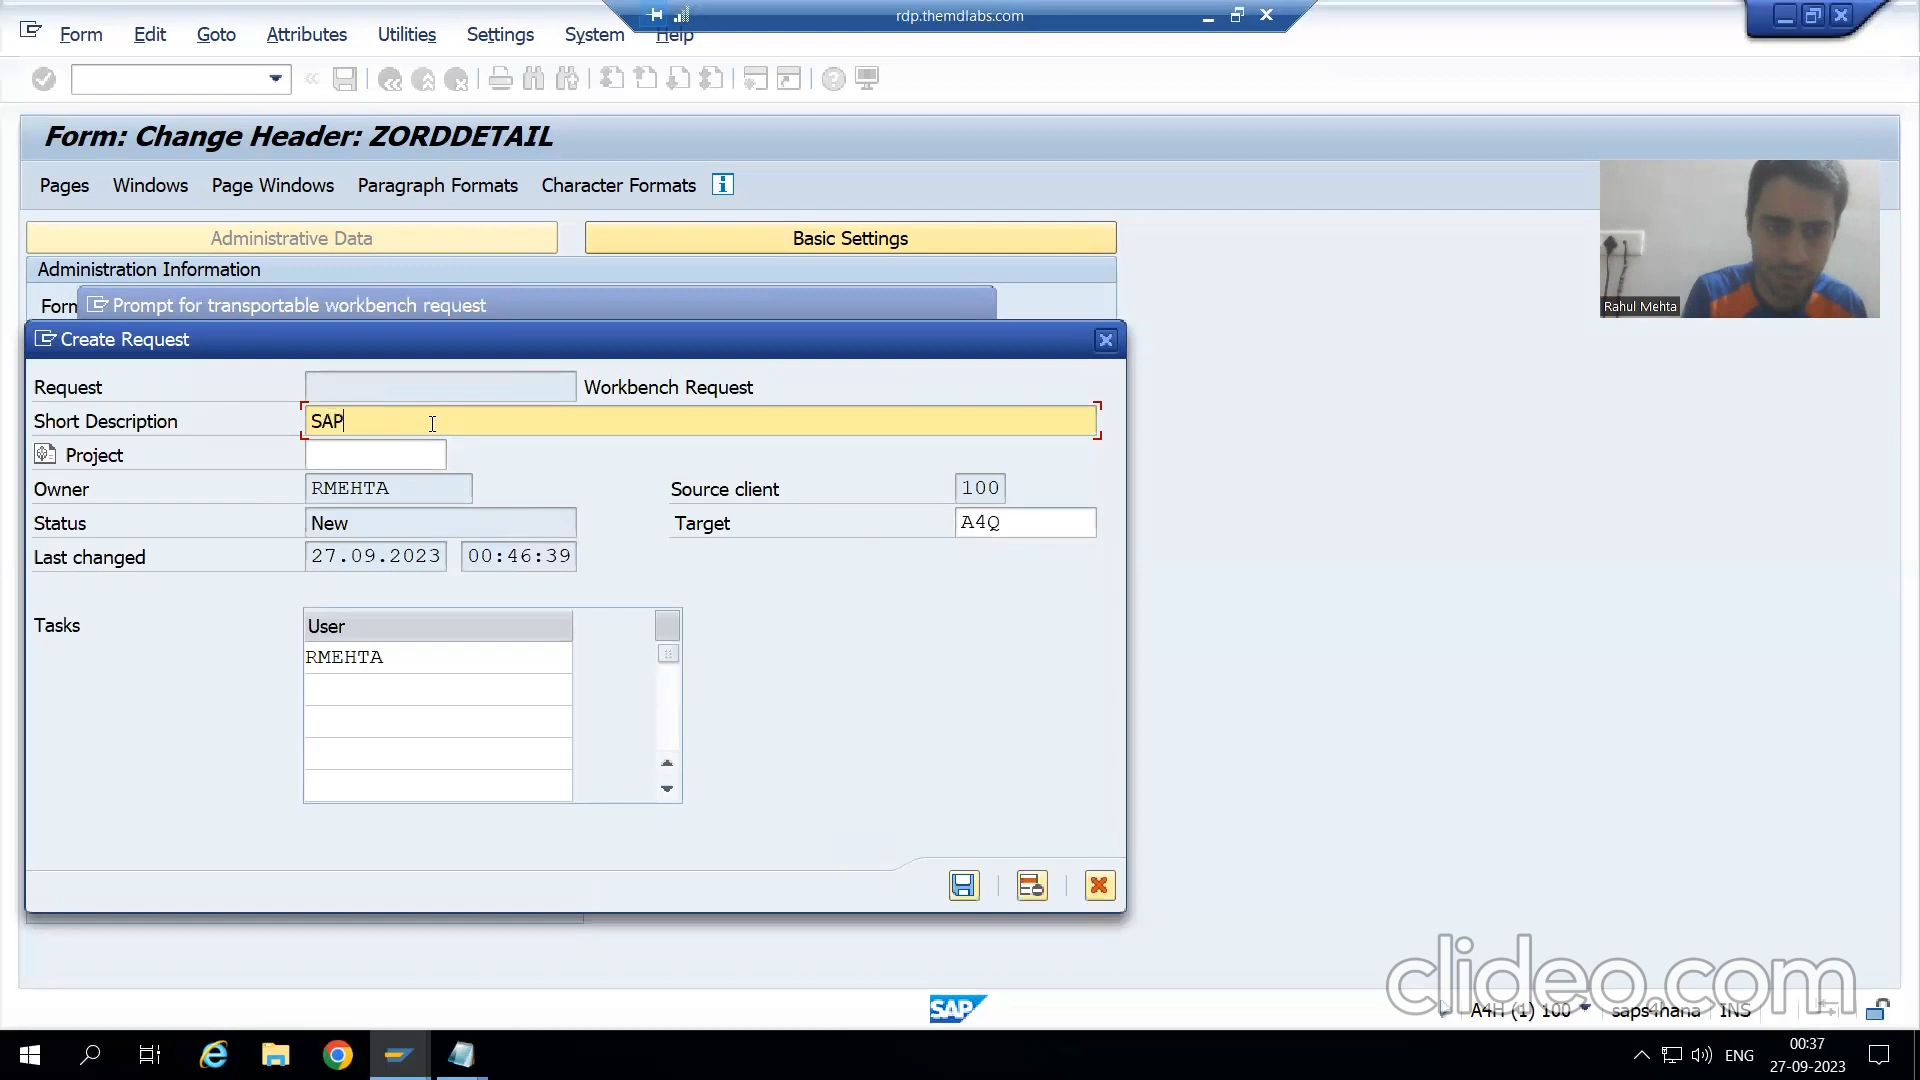 rdp.themdlabs.com
Form Edit Goto Attributes Utilities Settings System Help
Form: Change Header: ZORDDETAIL
Pages Windows Page Windows Paragraph Formats Character Formats
Administrative Data Basic Settings
Administration Information
Form
Prompt for transportable workbench request
Create Request
Request Workbench Request
Short Description SAP
Project
Owner RMEHTA Source client 100
Status New Target A4Q
Last changed 27.09.2023 00:46:39
Tasks User
RMEHTA
Rahul Mehta
clideo.com
SAP A4H (1) 100 saps4hana INS
ENG 00:37
27-09-2023